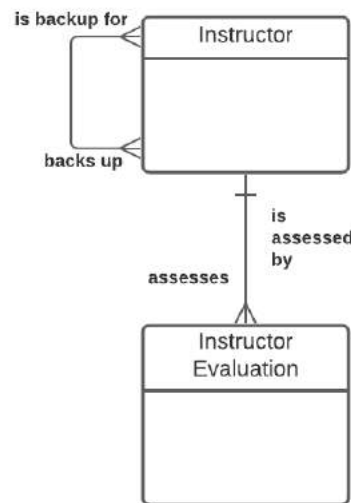 is backup for
Instructor
backs up
is
assessed
by
assesses
Instructor
Evaluation